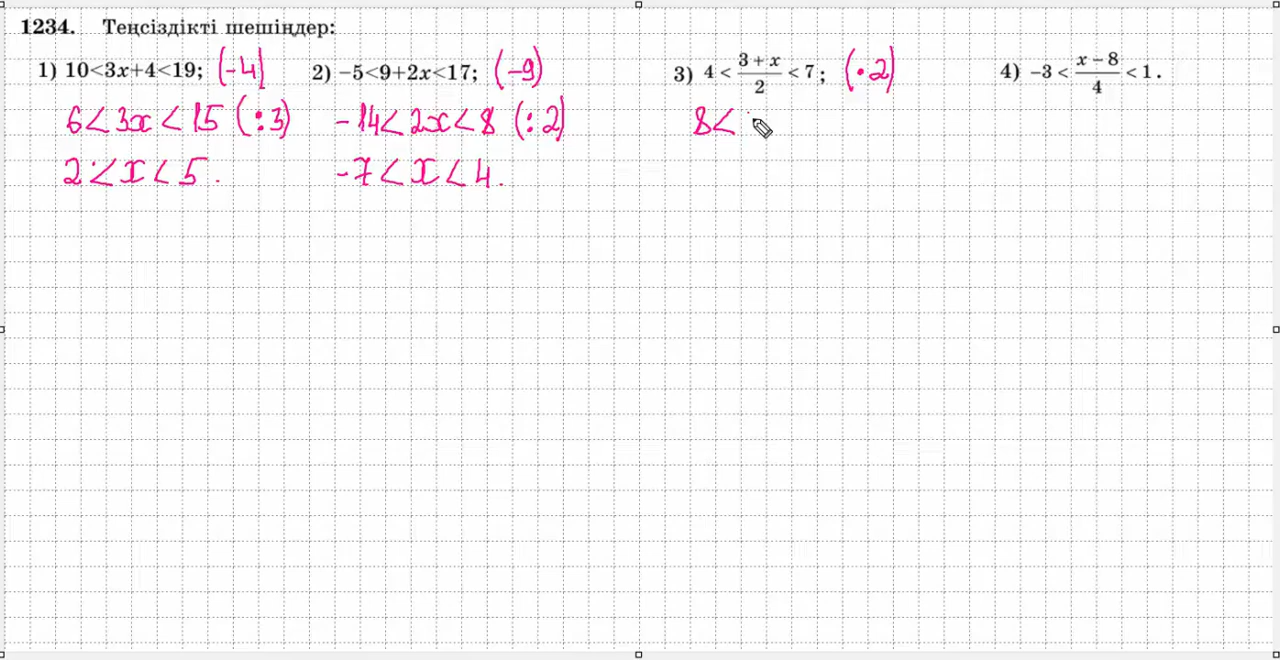 1234. Теңсіздікті шешіңдер:
1) 10<3x+4<19; (-4)
6<3x<15 (:3)
2<x<5.
2) −5<9+2x<17; (-9)
-14<2x<8 (:2)
-7<x<4.
3) 4 < (3 + x)/2 < 7; (·2)
8<
4) −3 < (x − 8)/4 < 1.